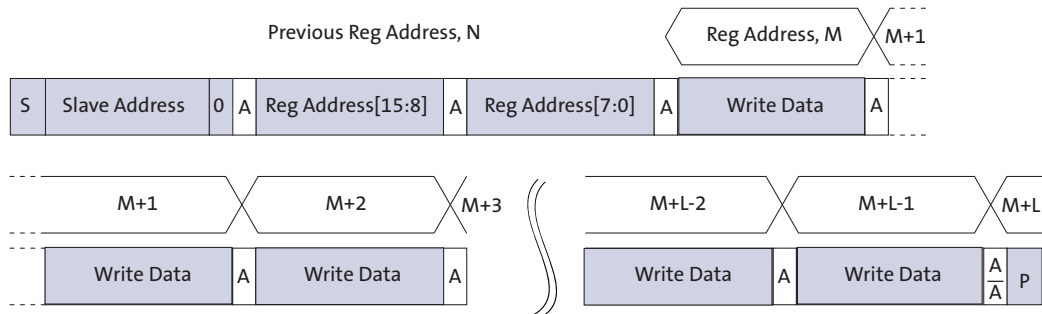 Previous Reg Address, N Reg Address, M M+1
S Slave Address 0 A Reg Address[15:8] A Reg Address[7:0] A Write Data A
M+1 M+2 M+3 M+L-2 M+L-1 M+L
Write Data A Write Data A Write Data A Write Data A/A̅ P